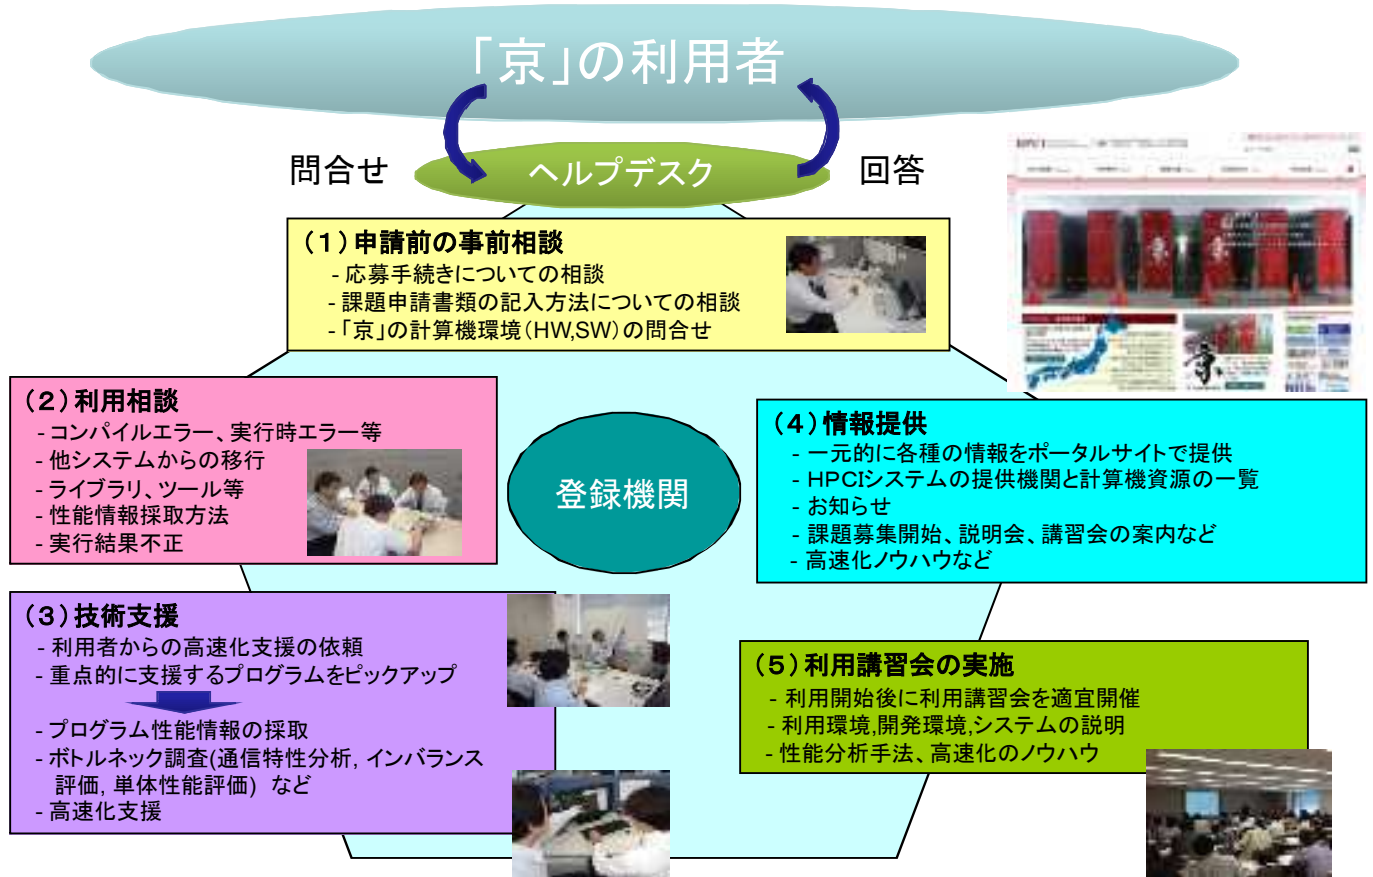 「京」の利用者
問合せ
ヘルプデスク
回答
（１）申請前の事前相談
- 応募手続きについての相談
- 課題申請書類の記入方法についての相談
- 「京」の計算機環境（HW,SW）の問合せ
（２）利用相談
- コンパイルエラー、実行時エラー等
- 他システムからの移行
- ライブラリ、ツール等
- 性能情報採取方法
- 実行結果不正
登録機関
（３）技術支援
- 利用者からの高速化支援の依頼
- 重点的に支援するプログラムをピックアップ
- プログラム性能情報の採取
- ボトルネック調査(通信特性分析, インバランス
評価, 単体性能評価) など
- 高速化支援
HPCI
京
京
京
（４）情報提供
- 一元的に各種の情報をポータルサイトで提供
- HPCIシステムの提供機関と計算機資源の一覧
- お知らせ
- 課題募集開始、説明会、講習会の案内など
- 高速化ノウハウなど
（５）利用講習会の実施
- 利用開始後に利用講習会を適宜開催
- 利用環境,開発環境,システムの説明
- 性能分析手法、高速化のノウハウ